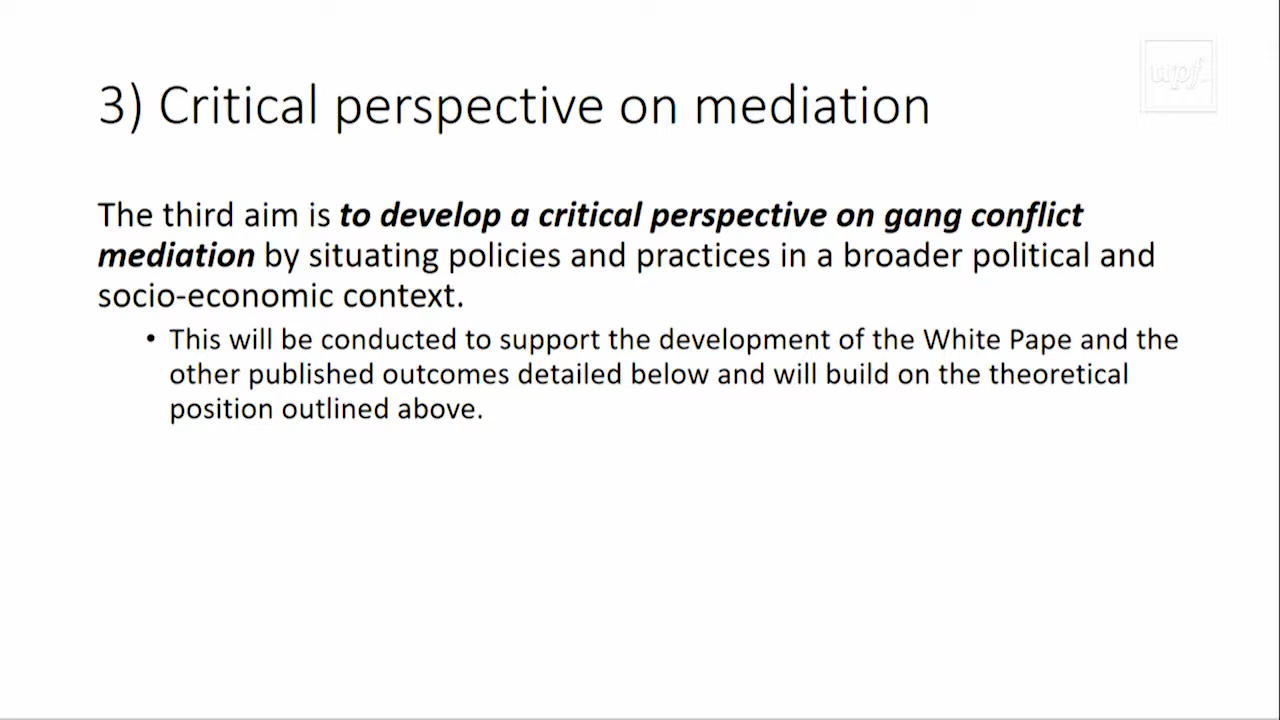 upf.
3) Critical perspective on mediation
The third aim is to develop a critical perspective on gang conflict
mediation by situating policies and practices in a broader political and
socio-economic context.
• This will be conducted to support the development of the White Pape and the
other published outcomes detailed below and will build on the theoretical
position outlined above.